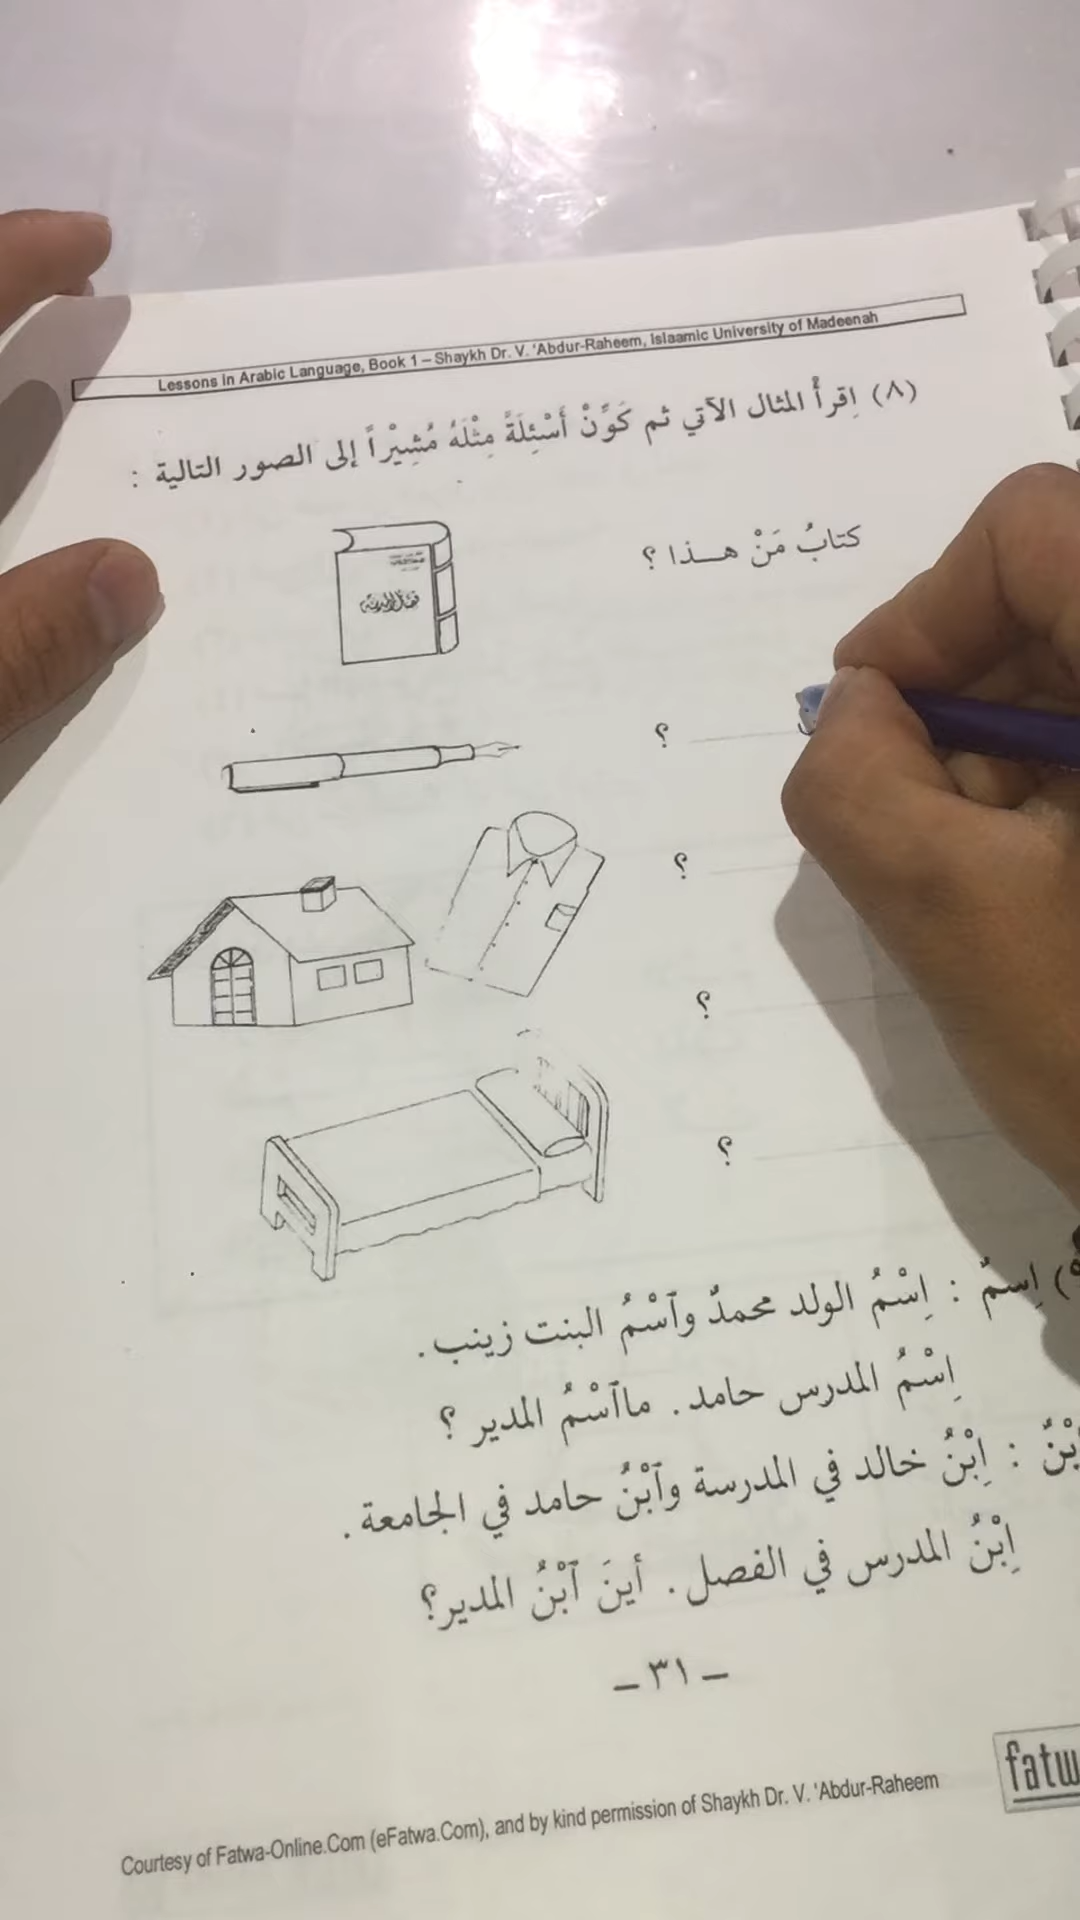 Lessons in Arabic Language, Book 1 – Shaykh Dr. V. ‘Abdur-Raheem, Islaamic University of Madeenah
(٨) اِقرأْ المثال الآتي ثم كَوِّنْ أَسْئِلَةً مِثْلَهُ مُشِيْراً إلى الصور التالية :
كتابُ مَنْ هـذا ؟
؟
؟
؟
؟
اِسمٌ : اِسْمُ الولد محمدٌ وٱسْمُ البنت زينب.
اِسْمُ المدرس حامد. ماٱسْمُ المدير ؟
اِبْنُ خالد في المدرسة وٱبْنُ حامد في الجامعة.
اِبْنُ المدرس في الفصل. أينَ ٱبْنُ المدير؟
– ٣١ –
fatw
Courtesy of Fatwa-Online.Com (eFatwa.Com), and by kind permission of Shaykh Dr. V. ‘Abdur-Raheem